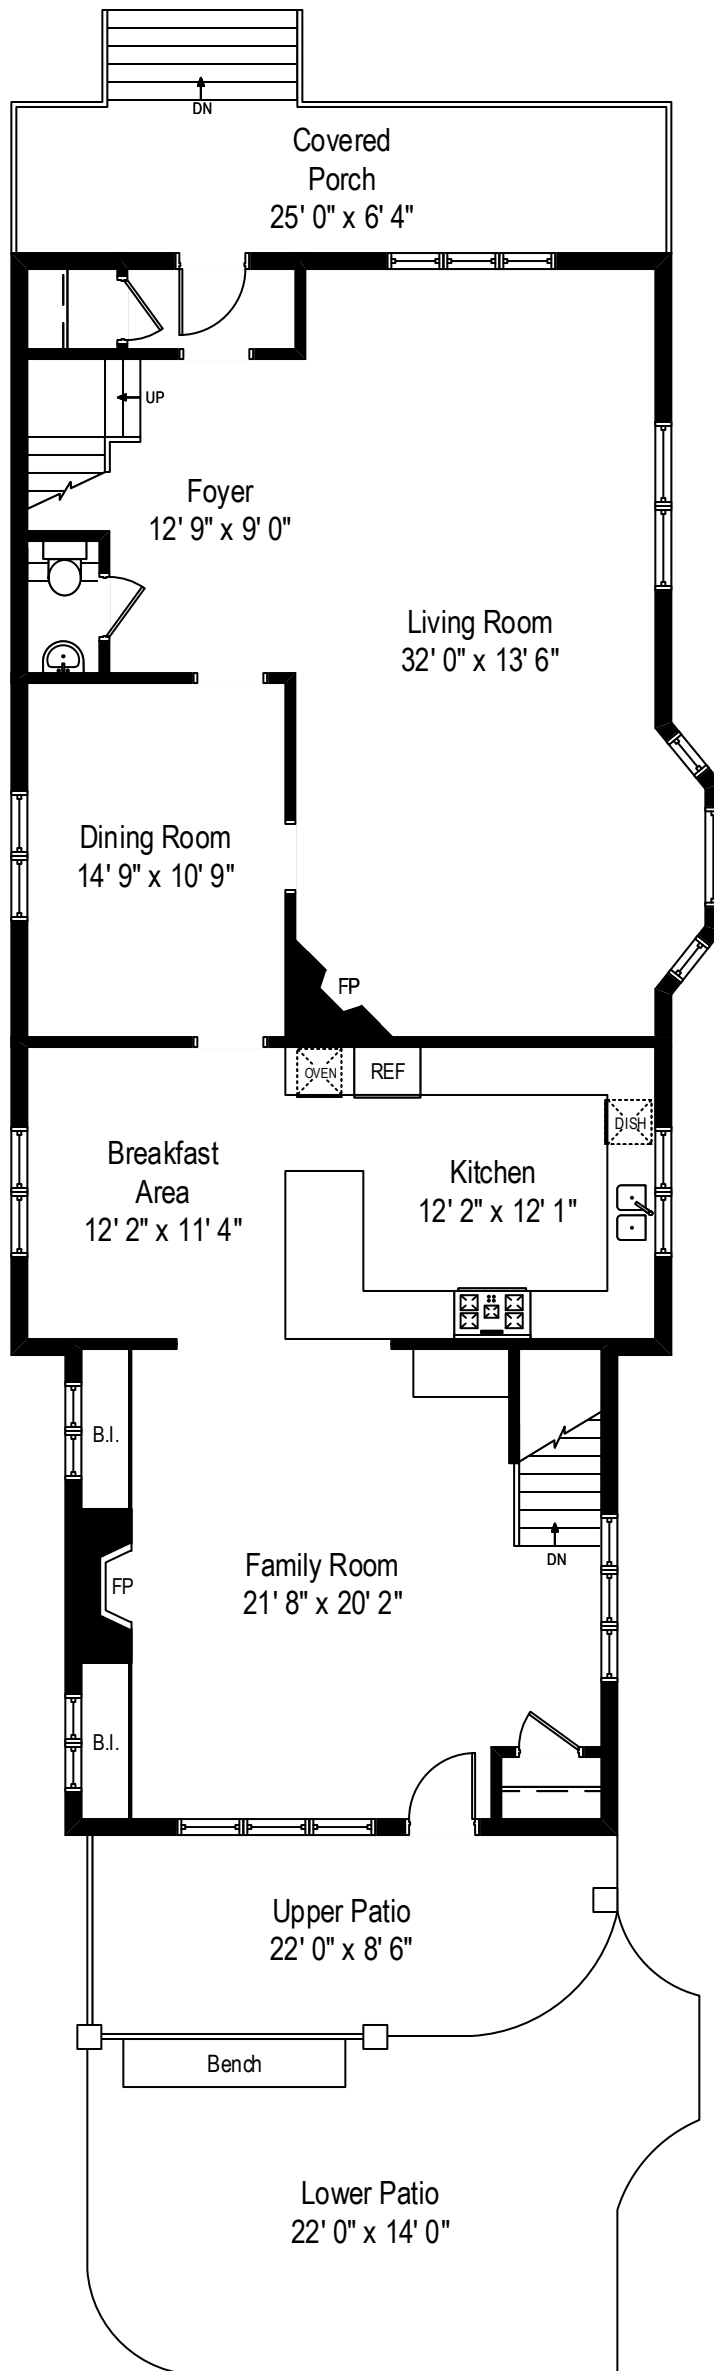 DN
Covered
Porch
25' 0" x 6' 4"
UP
Foyer
12' 9" x 9' 0"
Living Room
32' 0" x 13' 6"
Dining Room
14' 9" x 10' 9"
FP
OVEN
REF
DISH
Breakfast
Area
12' 2" x 11' 4"
Kitchen
12' 2" x 12' 1"
B.I.
Family Room
21' 8" x 20' 2"
DN
FP
B.I.
Upper Patio
22' 0" x 8' 6"
Bench
Lower Patio
22' 0" x 14' 0"